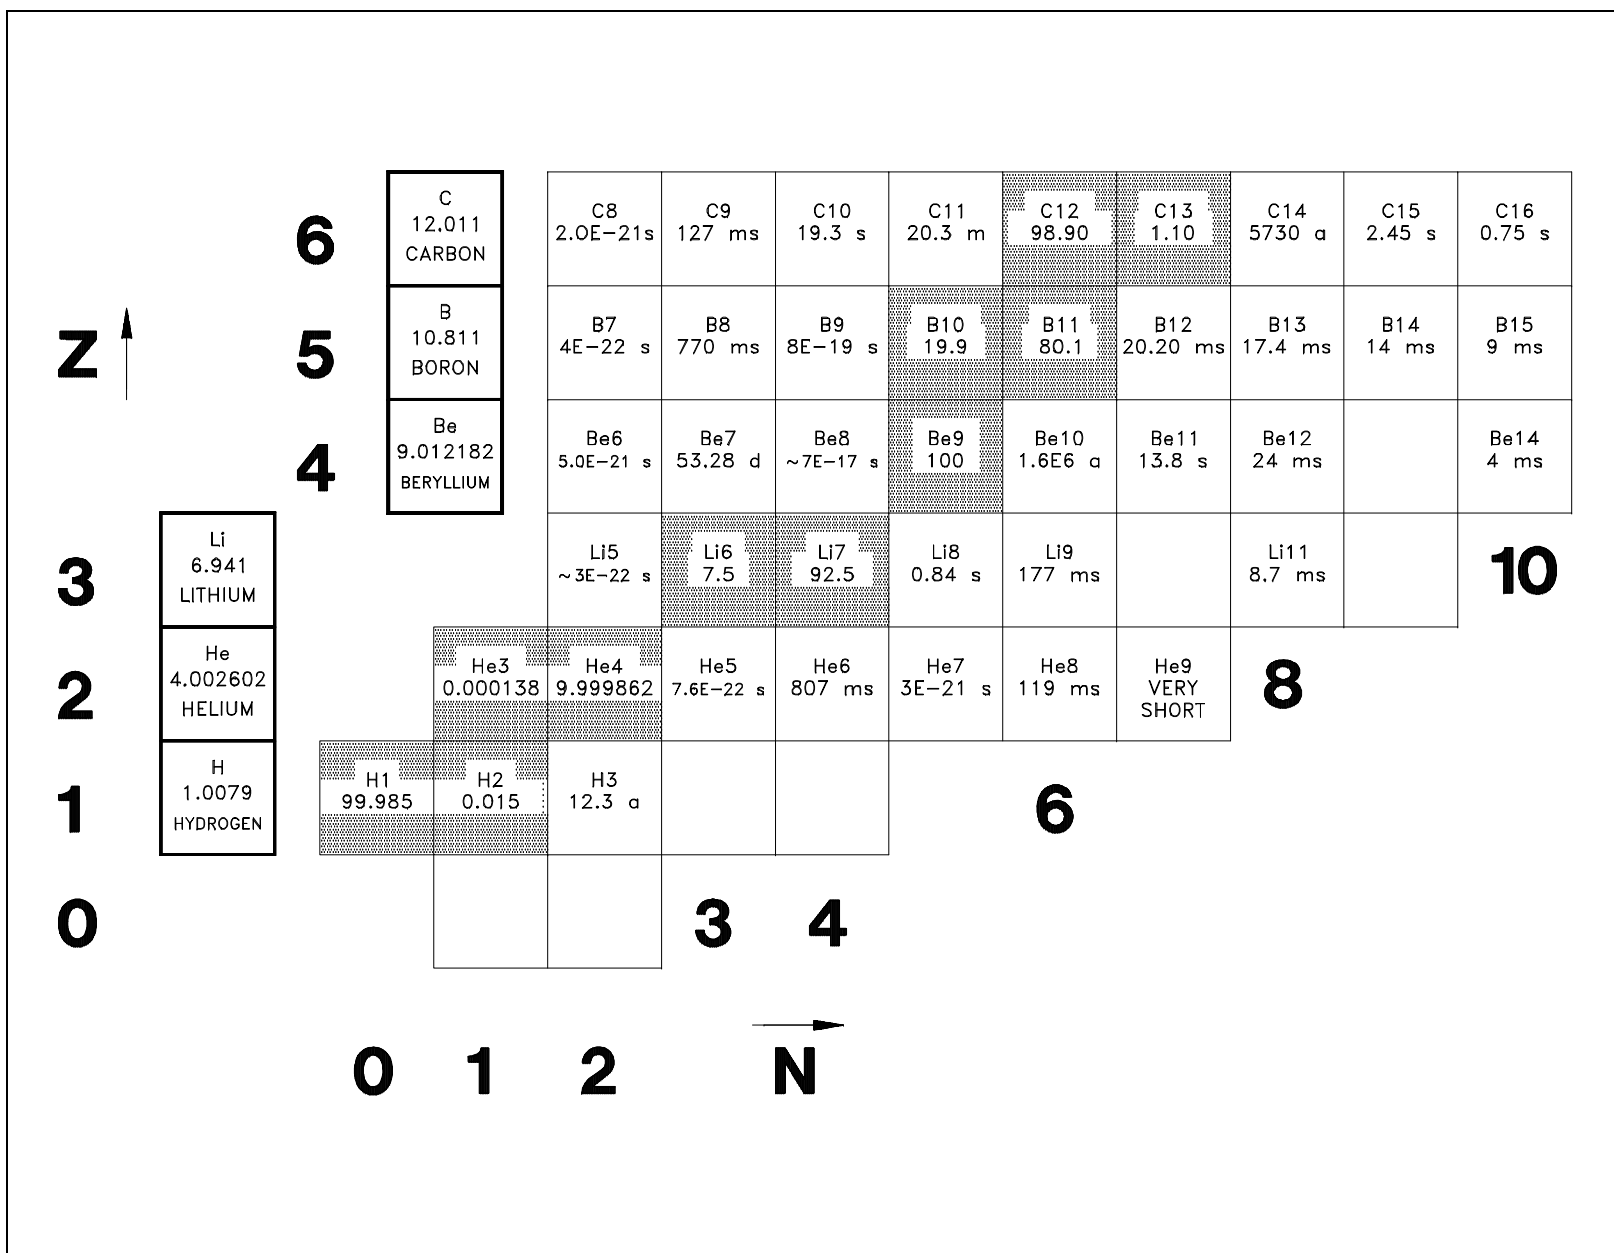 C
12.011
CARBON
6
C8
2.0E-21s
C9
127 ms
C10
19.3 s
C11
20.3 m
C12
98.90
C13
1.10
C14
5730 a
C15
2.45 s
C16
0.75 s
Z
5
B
10.811
BORON
B7
4E-22 s
B8
770 ms
B9
8E-19 s
B10
19.9
B11
80.1
B12
20.20 ms
B13
17.4 ms
B14
14 ms
B15
9 ms
4
Be
9.012182
BERYLLIUM
Be6
5.0E-21 s
Be7
53.28 d
Be8
~7E-17 s
Be9
100
Be10
1.6E6 a
Be11
13.8 s
Be12
24 ms
Be14
4 ms
3
Li
6.941
LITHIUM
Li5
~3E-22 s
Li6
7.5
Li7
92.5
Li8
0.84 s
Li9
177 ms
Li11
8.7 ms
10
2
He
4.002602
HELIUM
He3
0.000138
He4
9.999862
He5
7.6E-22 s
He6
807 ms
He7
3E-21 s
He8
119 ms
He9
VERY
SHORT
8
1
H
1.0079
HYDROGEN
H1
99.985
H2
0.015
H3
12.3 a
6
0
3
4
0
1
2
N